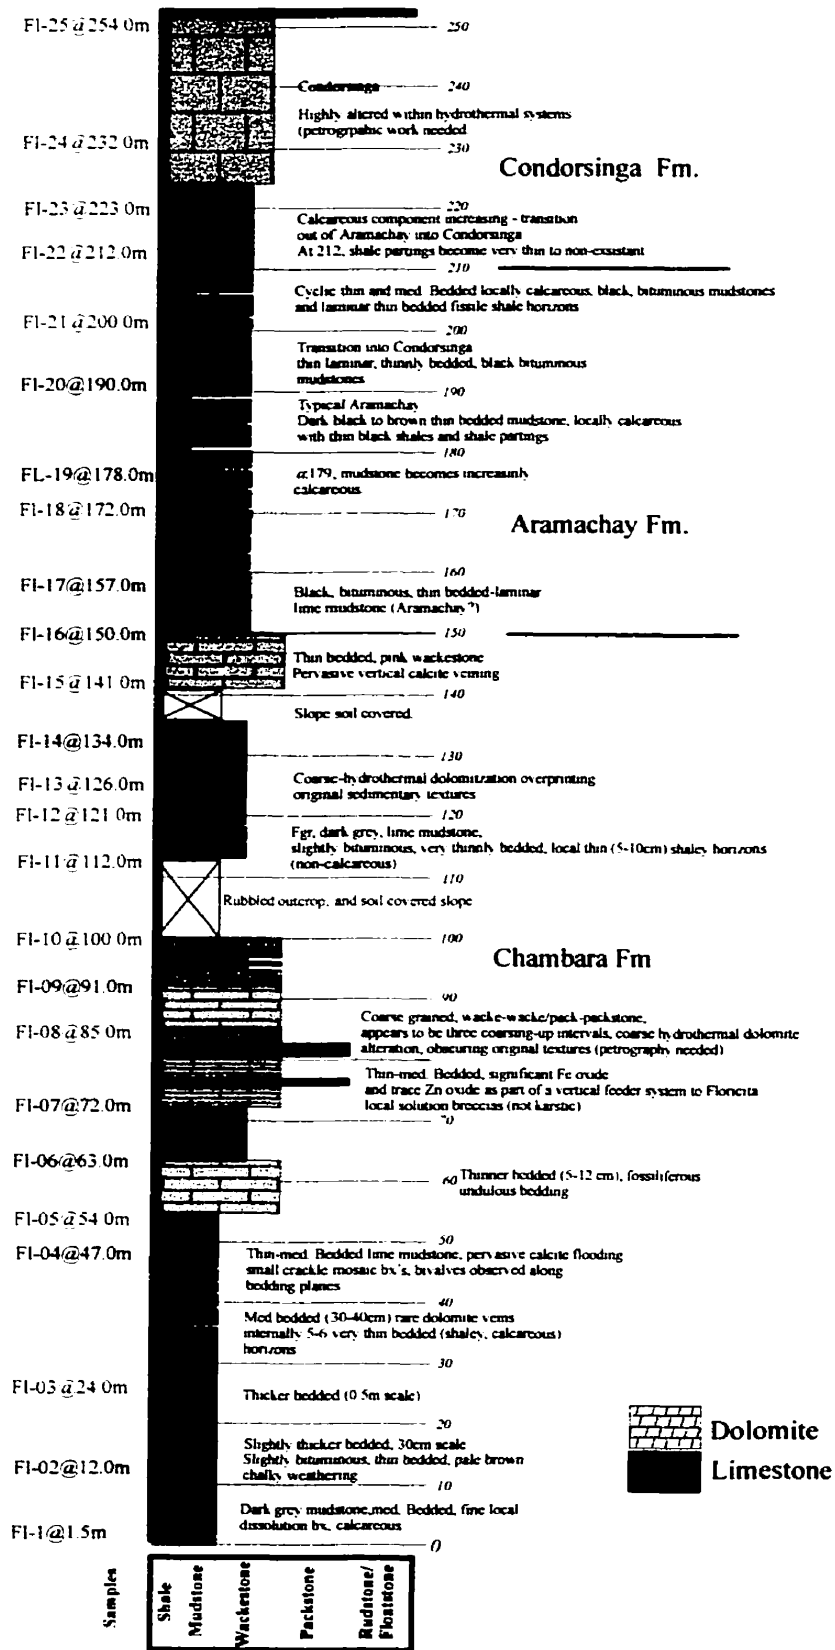 Fl-25@254.0m
250
240
Condorsinga
Highly altered within hydrothermal systems
(petrogrpahic work needed
Fl-24@232.0m
230
Condorsinga Fm.
Fl-23@223.0m
220
Calcareous component increasing - transition
out of Aramachay into Condorsinga
At 212, shale partings become very thin to non-exsistant
Fl-22@212.0m
210
Cyclic thin and med. Bedded locally calcareous, black, bituminous mudstones
and laminar thin bedded fissile shale horizons
Fl-21@200.0m
200
Transition into Condorsinga
thin laminar, thinnly bedded, black bituminous
mudstones
Fl-20@190.0m
190
Typical Aramachay
Dark black to brown thin bedded mudstone, locally calcareous
with thin black shales and shale partings
180
FL-19@178.0m
@179, mudstone becomes increasinly
calcareous
Fl-18@172.0m
170
Aramachay Fm.
160
Fl-17@157.0m
Black, bituminous, thin bedded-laminar
lime mudstone (Aramachay?)
Fl-16@150.0m
150
Thin bedded, pink wackestone
Pervasive vertical calcite veining
Fl-15@141.0m
140
Slope soil covered.
Fl-14@134.0m
130
Fl-13@126.0m
Coarse-hydrothermal dolomitzation overprinting
original sedimentary textures
Fl-12@121.0m
120
Fgr, dark grey, lime mudstone,
slightly bituminous, very thinnly bedded, local thin (5-10cm) shaley horizons
(non-calcareous)
Fl-11@112.0m
110
Rubbled outcrop, and soil covered slope
Fl-10@100.0m
100
Chambara Fm
Fl-09@91.0m
90
Coarse grained, wacke-wacke/pack-packstone,
appears to be three coarsing-up intervals, coarse hydrothermal dolomite
alteration, obscuring original textures (petrography needed)
Fl-08@85.0m
Thin-med. Bedded, significant Fe oxide
and trace Zn oxide as part of a vertical feeder system to Florcita
local solution breccias (not karstic)
Fl-07@72.0m
70
Fl-06@63.0m
60
Thinner bedded (5-12 cm), fossiliferous
undulous bedding
Fl-05@54.0m
50
Fl-04@47.0m
Thin-med. Bedded lime mudstone, pervasive calcite flooding
small crackle mosaic bx's, bivalves observed along
bedding planes
40
Med bedded (30-40cm) rare dolomite veins
internally 5-6 very thin bedded (shaley, calcareous)
horizons
30
Fl-03@24.0m
Thicker bedded (0.5m scale)
20
Slightly thicker bedded, 30cm scale
Slightly bituminous, thin bedded, pale brown
chalky weathering
Fl-02@12.0m
10
Dark grey mudstone,med. Bedded, fine local
dissolution bx, calcareous
Fl-1@1.5m
0
Dolomite
Limestone
Samples
Shale
Mudstone
Wackestone
Packstone
Rudstone/
Floatstone